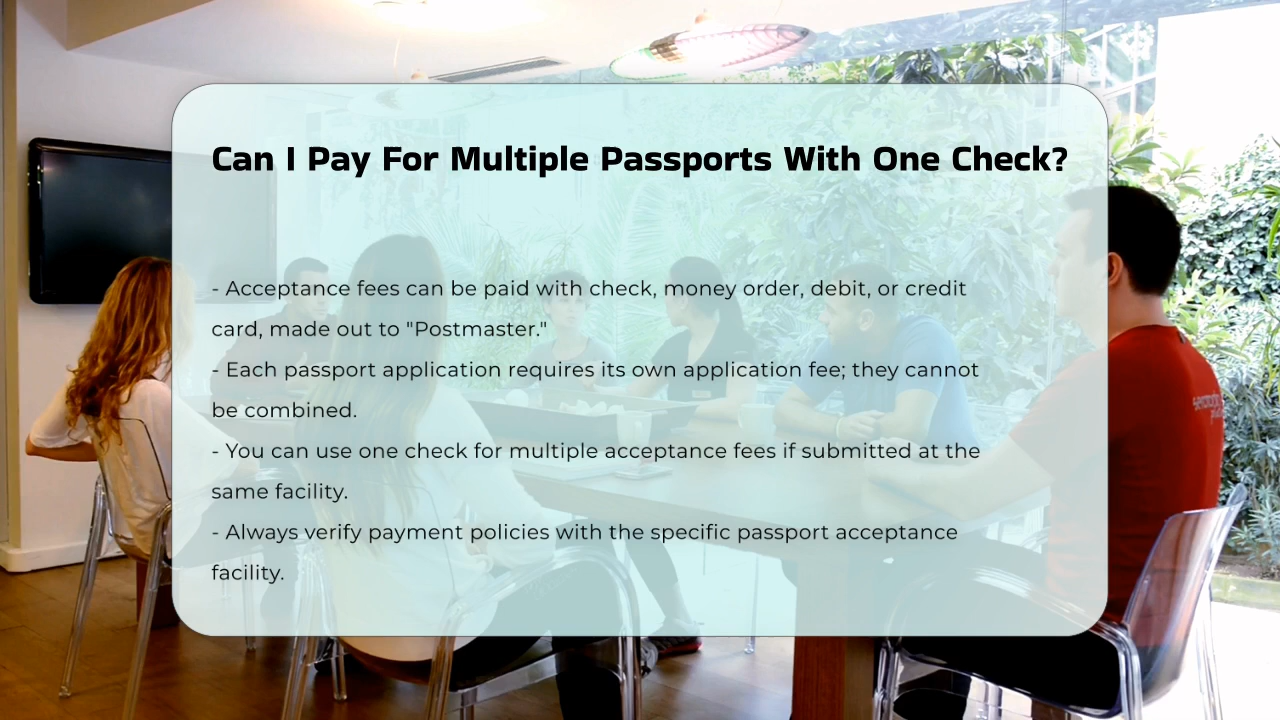 Can I Pay For Multiple Passports With One Check?
- Acceptance fees can be paid with check, money order, debit, or credit
card, made out to "Postmaster."
- Each passport application requires its own application fee; they cannot
be combined.
- You can use one check for multiple acceptance fees if submitted at the
same facility.
- Always verify payment policies with the specific passport acceptance
facility.